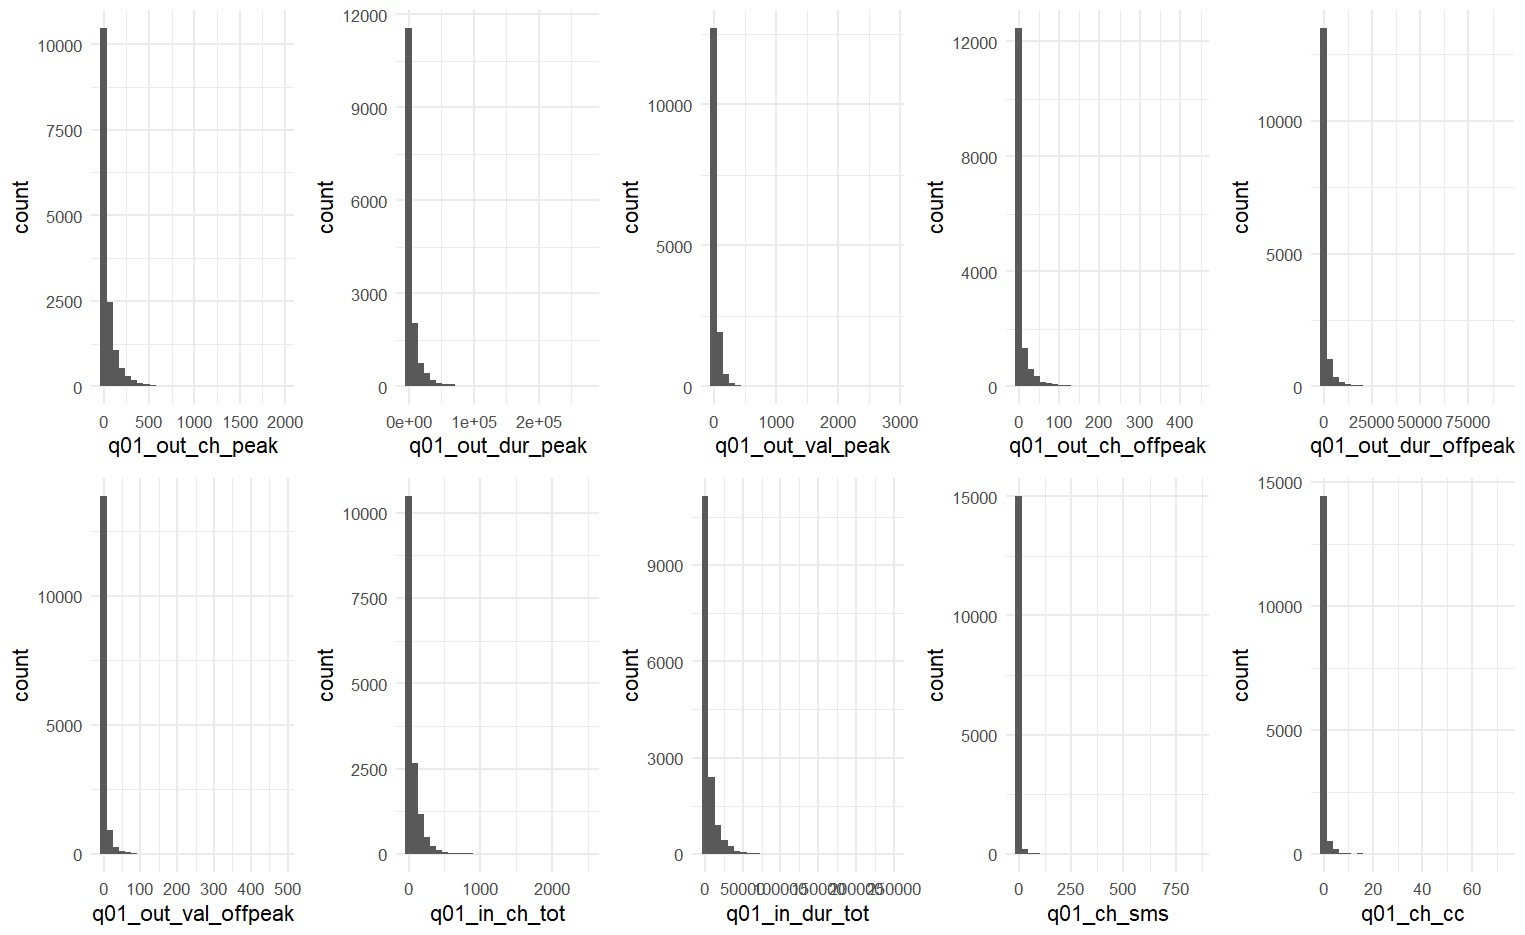 count
10000
7500
5000
2500
0
0 500 1000 1500 2000
q01_out_ch_peak
count
12000
9000
6000
3000
0
0e+00 1e+05 2e+05
q01_out_dur_peak
count
10000
5000
0
0 1000 2000 3000
q01_out_val_peak
count
12000
8000
4000
0
0 100 200 300 400
q01_out_ch_offpeak
count
10000
5000
0
0 25000 50000 75000
q01_out_dur_offpeak
count
10000
5000
0
0 100 200 300 400 500
q01_out_val_offpeak
count
10000
7500
5000
2500
0
0 1000 2000
q01_in_ch_tot
count
9000
6000
3000
0
0 50000 100000 150000 200000 250000
q01_in_dur_tot
count
15000
10000
5000
0
0 250 500 750
q01_ch_sms
count
15000
10000
5000
0
0 20 40 60
q01_ch_cc